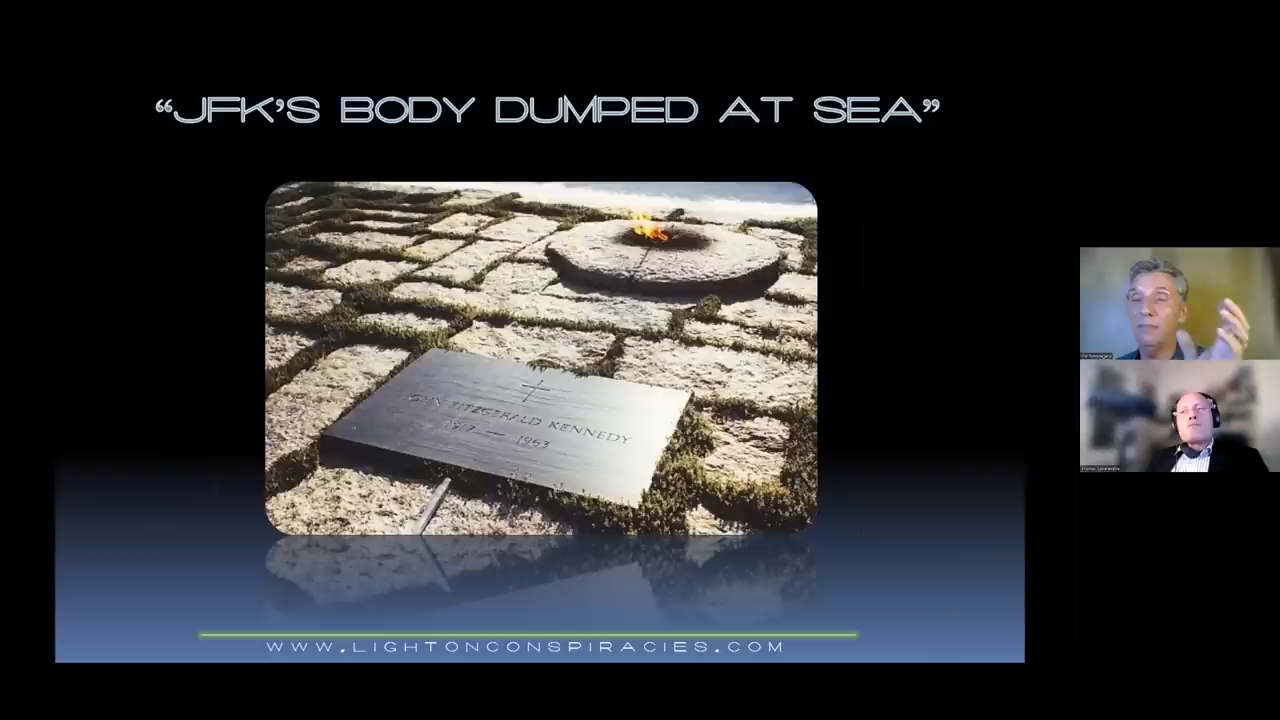 “JFK’S BODY DUMPED AT SEA”
JOHN FITZGERALD KENNEDY
1917 — 1963
WWW.LIGHTONCONSPIRACIES.COM